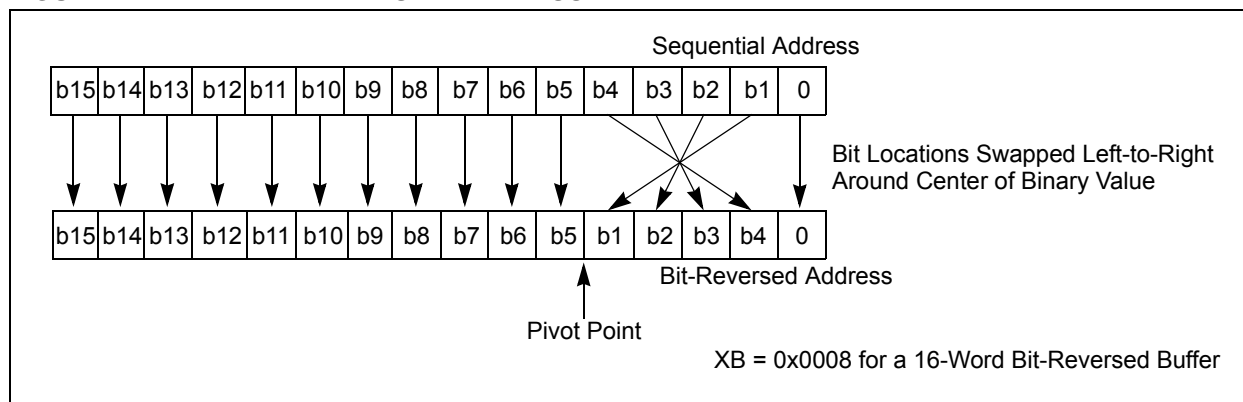 Sequential Address
b15 b14 b13 b12 b11 b10 b9 b8 b7 b6 b5 b4 b3 b2 b1 0
Bit Locations Swapped Left-to-Right
Around Center of Binary Value
b15 b14 b13 b12 b11 b10 b9 b8 b7 b6 b5 b1 b2 b3 b4 0
Bit-Reversed Address
Pivot Point
XB = 0x0008 for a 16-Word Bit-Reversed Buffer